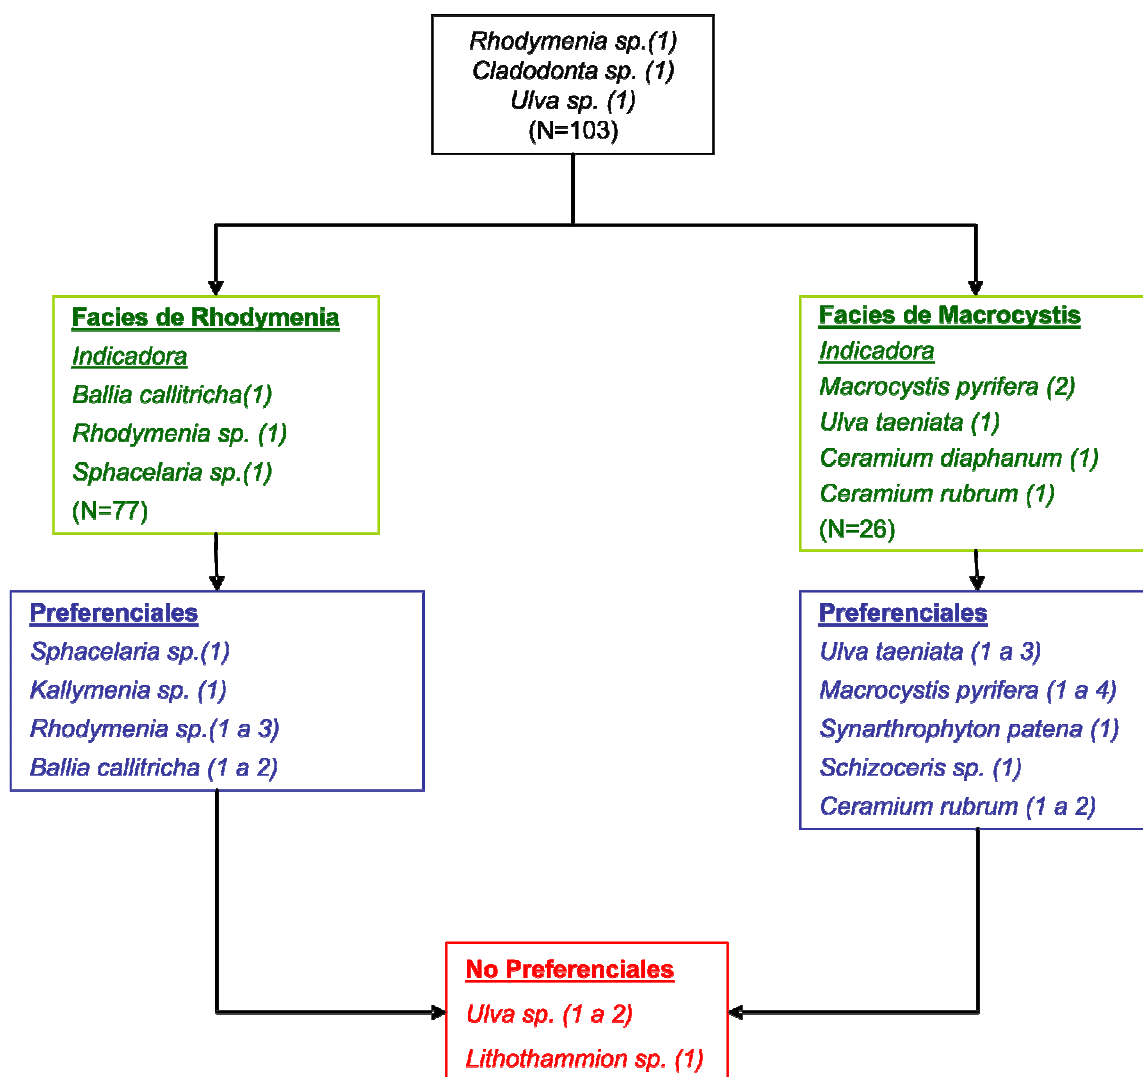 Rhodymenia sp.(1)
Cladodonta sp. (1)
Ulva sp. (1)
(N=103)
Facies de Rhodymenia
Indicadora
Ballia callitricha(1)
Rhodymenia sp. (1)
Sphacelaria sp.(1)
(N=77)
Facies de Macrocystis
Indicadora
Macrocystis pyrifera (2)
Ulva taeniata (1)
Ceramium diaphanum (1)
Ceramium rubrum (1)
(N=26)
Preferenciales
Sphacelaria sp.(1)
Kallymenia sp. (1)
Rhodymenia sp.(1 a 3)
Ballia callitricha (1 a 2)
Preferenciales
Ulva taeniata (1 a 3)
Macrocystis pyrifera (1 a 4)
Synarthrophyton patena (1)
Schizoceris sp. (1)
Ceramium rubrum (1 a 2)
No Preferenciales
Ulva sp. (1 a 2)
Lithothammion sp. (1)